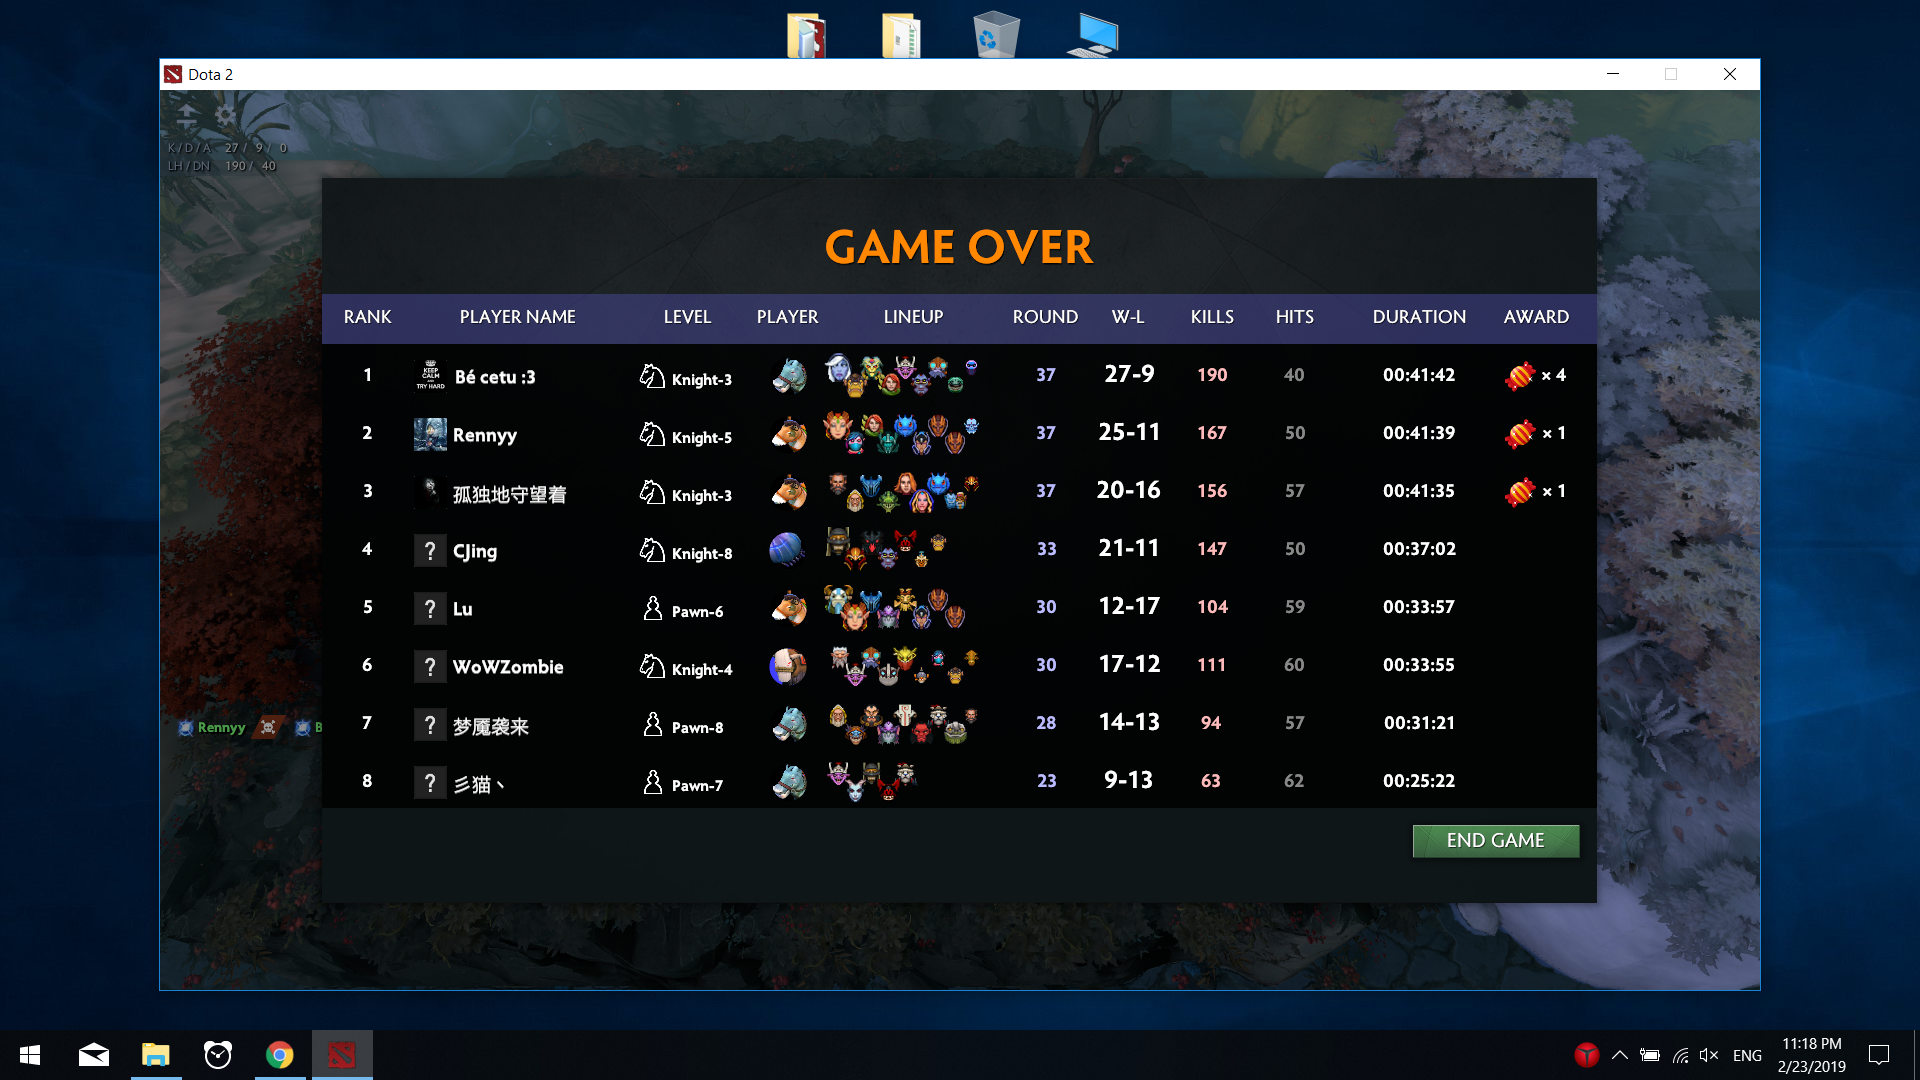 Dota 2
K / D / A 27 / 9 / 0
LH / DN 190 / 40
GAME OVER
RANK PLAYER NAME LEVEL PLAYER LINEUP ROUND W-L KILLS HITS DURATION AWARD
1 KEEP CALM AND TRY HARD Bé cetu :3 Knight-3 37 27-9 190 40 00:41:42 × 4
2 Rennyy Knight-5 37 25-11 167 50 00:41:39 × 1
3 孤独地守望着 Knight-3 37 20-16 156 57 00:41:35 × 1
4 ? CJing Knight-8 33 21-11 147 50 00:37:02
5 ? Lu Pawn-6 30 12-17 104 59 00:33:57
6 ? WoWZombie Knight-4 30 17-12 111 60 00:33:55
7 ? 梦魇袭来 Pawn-8 28 14-13 94 57 00:31:21
8 ? 彡猫丶 Pawn-7 23 9-13 63 62 00:25:22
Rennyy B
END GAME
ENG 11:18 PM
2/23/2019